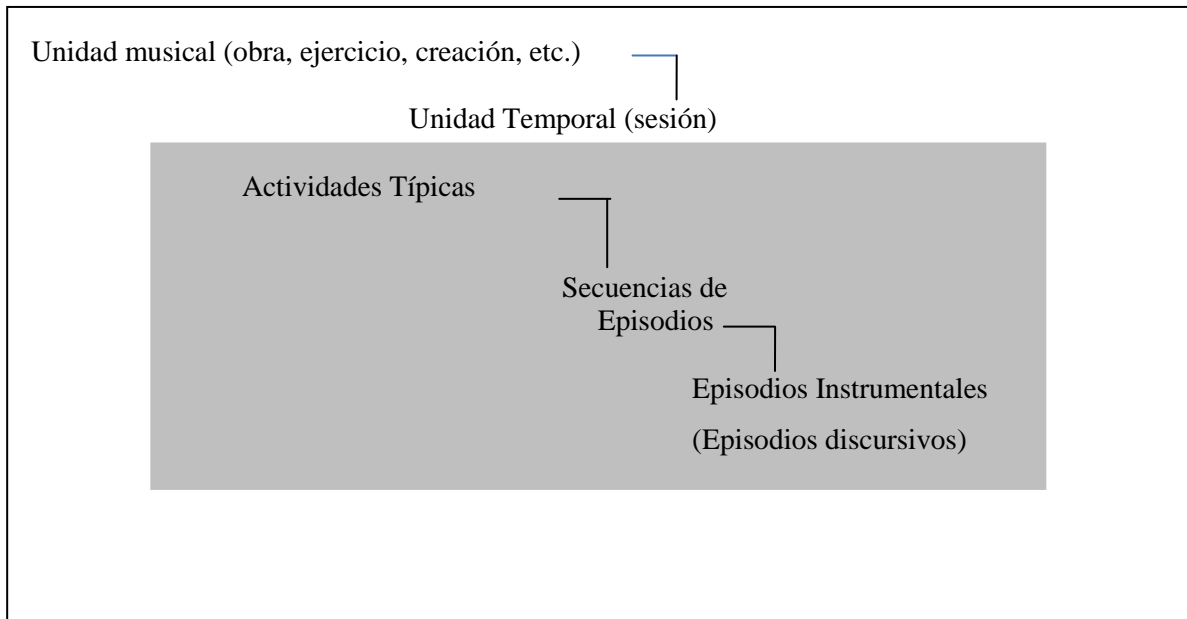 Unidad musical (obra, ejercicio, creación, etc.)
Unidad Temporal (sesión)
Actividades Típicas
Secuencias de
Episodios
Episodios Instrumentales
(Episodios discursivos)